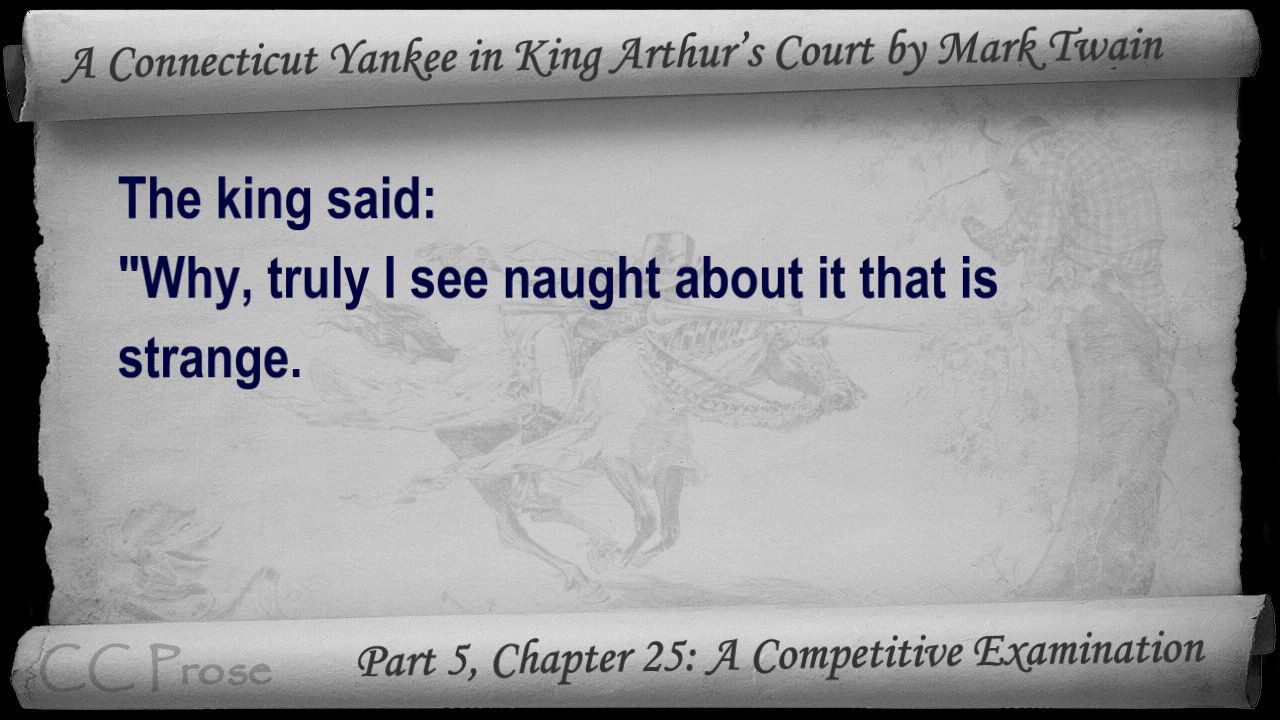 A Connecticut Yankee in King Arthur's Court by Mark Twain
The king said:
"Why, truly I see naught about it that is
strange.
CC Prose
Part 5, Chapter 25: A Competitive Examination